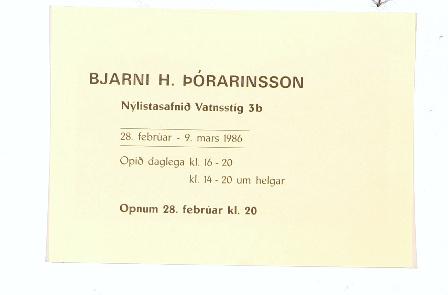 BJARNI H. ÞÓRARINSSON
Nýlistasafnið Vatnsstíg 3b
28. febrúar - 9. mars 1986
Opið daglega kl. 16 - 20
kl. 14 - 20 um helgar
Opnum 28. febrúar kl. 20